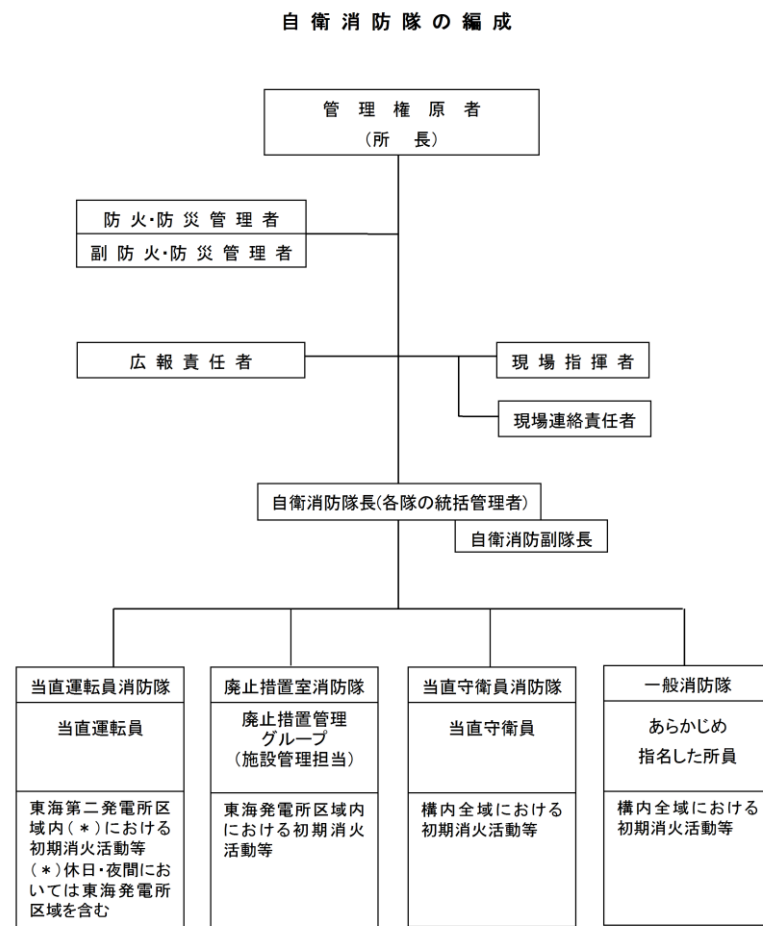 自衛消防隊の編成
管理権原者
(所長)
防火・防災管理者
副防火・防災管理者
広報責任者
現場指揮者
現場連絡責任者
自衛消防隊長(各隊の統括管理者)
自衛消防副隊長
当直運転員消防隊
当直運転員
東海第二発電所区
域内(*)における
初期消火活動等
(*)休日・夜間にお
いては東海発電所
区域を含む
廃止措置室消防隊
廃止措置管理
グループ
(施設管理担当)
東海発電所区域内
における初期消火
活動等
当直守衛員消防隊
当直守衛員
構内全域における
初期消火活動等
一般消防隊
あらかじめ
指名した所員
構内全域における
初期消火活動等